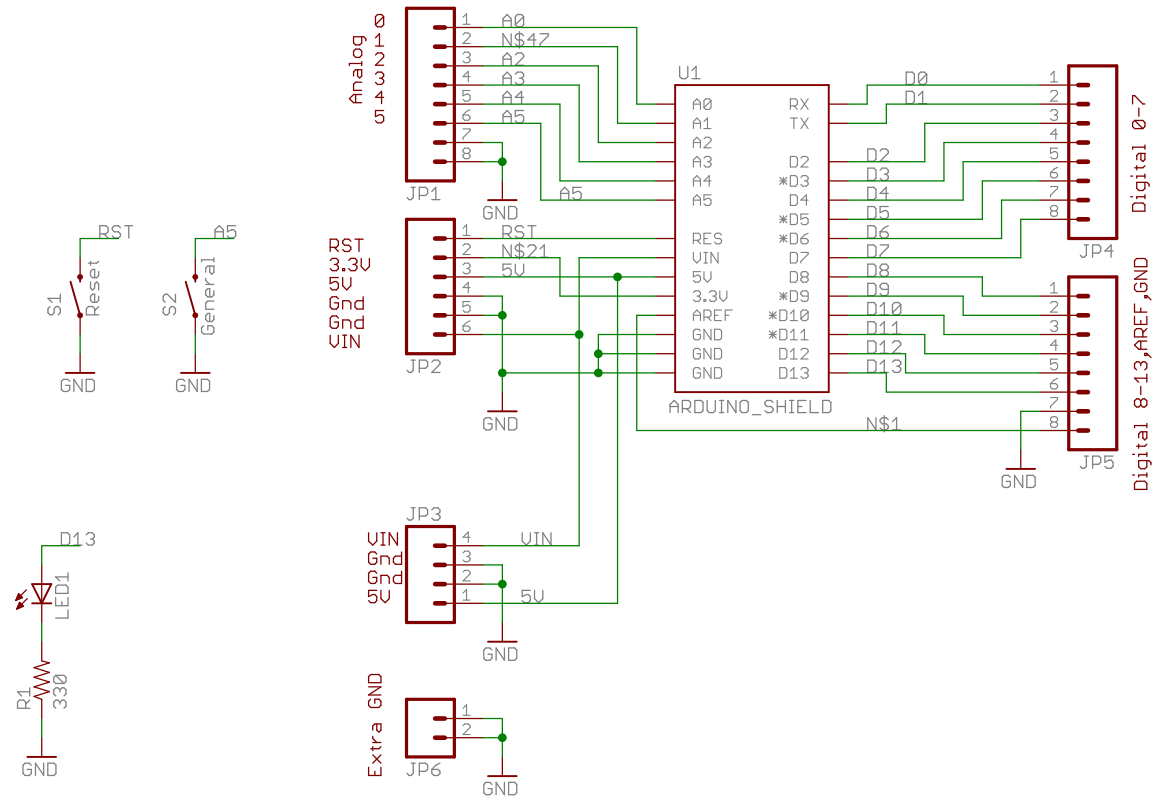 Analog
0
1
2
3
4
5
1 A0
2 N$47
3 A2
4 A3
5 A4
6 A5
7
8
JP1
GND
A5
U1
A0 RX
A1 TX
A2
A3 D2
A4 *D3
A5 D4
*D5
RES *D6
VIN D7
5V D8
3.3V *D9
AREF *D10
GND *D11
GND D12
GND D13
ARDUINO_SHIELD
D0
D1
D2
D3
D4
D5
D6
D7
D8
D9
D10
D11
D12
D13
N$1
1
2
3
4
5
6
7
8
JP4
Digital 0-7
1
2
3
4
5
6
7
8
JP5
Digital 8-13,AREF,GND
GND
RST
S1
Reset
GND
A5
S2
General
GND
RST
3.3V
5V
Gnd
Gnd
VIN
1 RST
2 N$21
3 5V
4
5
6
JP2
GND
JP3
VIN 4 VIN
Gnd 3
Gnd 2
5V 1 5V
GND
D13
LED1
R1
330
GND
Extra GND
1
2
JP6
GND